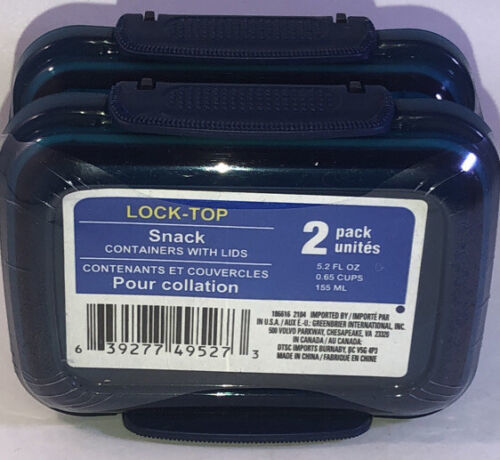 LOCK-TOP
Snack
CONTAINERS WITH LIDS
CONTENANTS ET COUVERCLES
Pour collation
2 pack
unités
5.2 FL OZ
0.65 CUPS
155 ML
6 39277 49527 3
186616 2104 IMPORTED BY / IMPORTÉ PAR
IN U.S.A. / AUX É.-U.: GREENBRIER INTERNATIONAL, INC.
500 VOLVO PARKWAY, CHESAPEAKE, VA 23320
IN CANADA / AU CANADA:
DTSC IMPORTS BURNABY, BC V5G 4P3
MADE IN CHINA / FABRIQUÉ EN CHINE